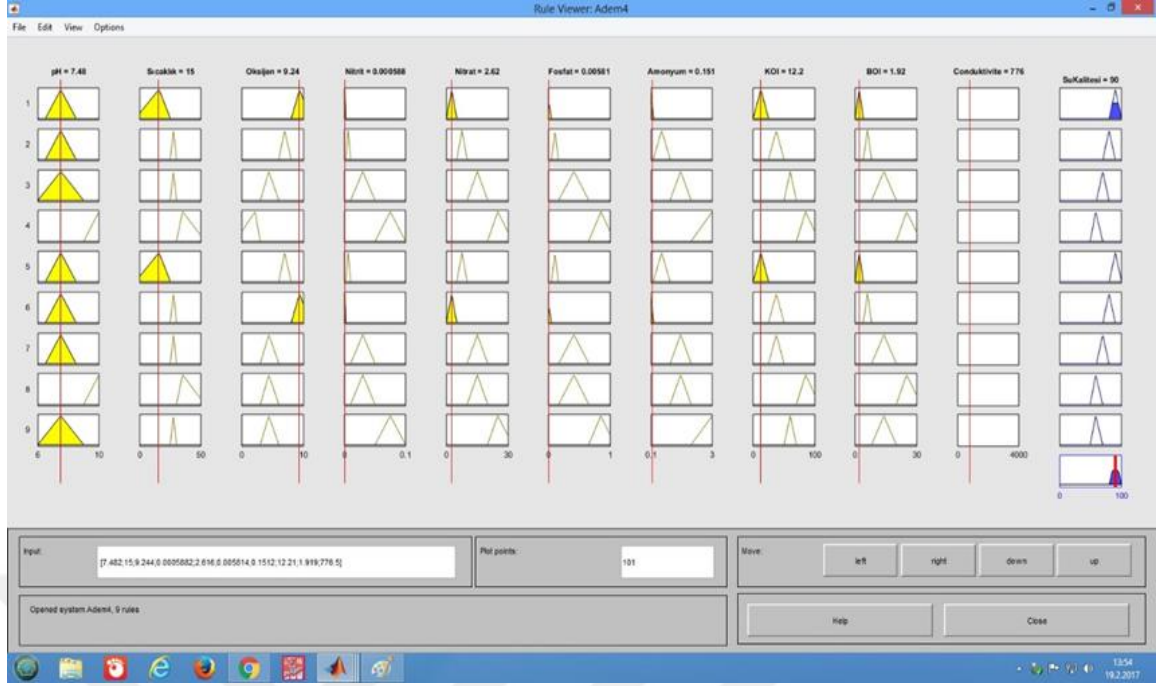 Rule Viewer: Adem4
File Edit View Options
pH = 7.48 Sıcaklık = 15 Oksijen = 9.24 Nitrit = 0.000588 Nitrat = 2.62 Fosfat = 0.00581 Amonyum = 0.151 KOI = 12.2 BOI = 1.92 Conduktivite = 776 SuKalitesi = 90
1
2
3
4
5
6
7
8
9
6 10 0 50 0 10 0 0.1 0 30 0 1 0.1 3 0 100 0 30 0 4000
0 100
Input: Plot points: Move:
[7.482;15;9.244;0.0005882;2.616;0.005814;0.1512;12.21;1.919;776.5] 101 left right down up
Opened system Adem4, 9 rules
Help Close
13:54
19.2.2017